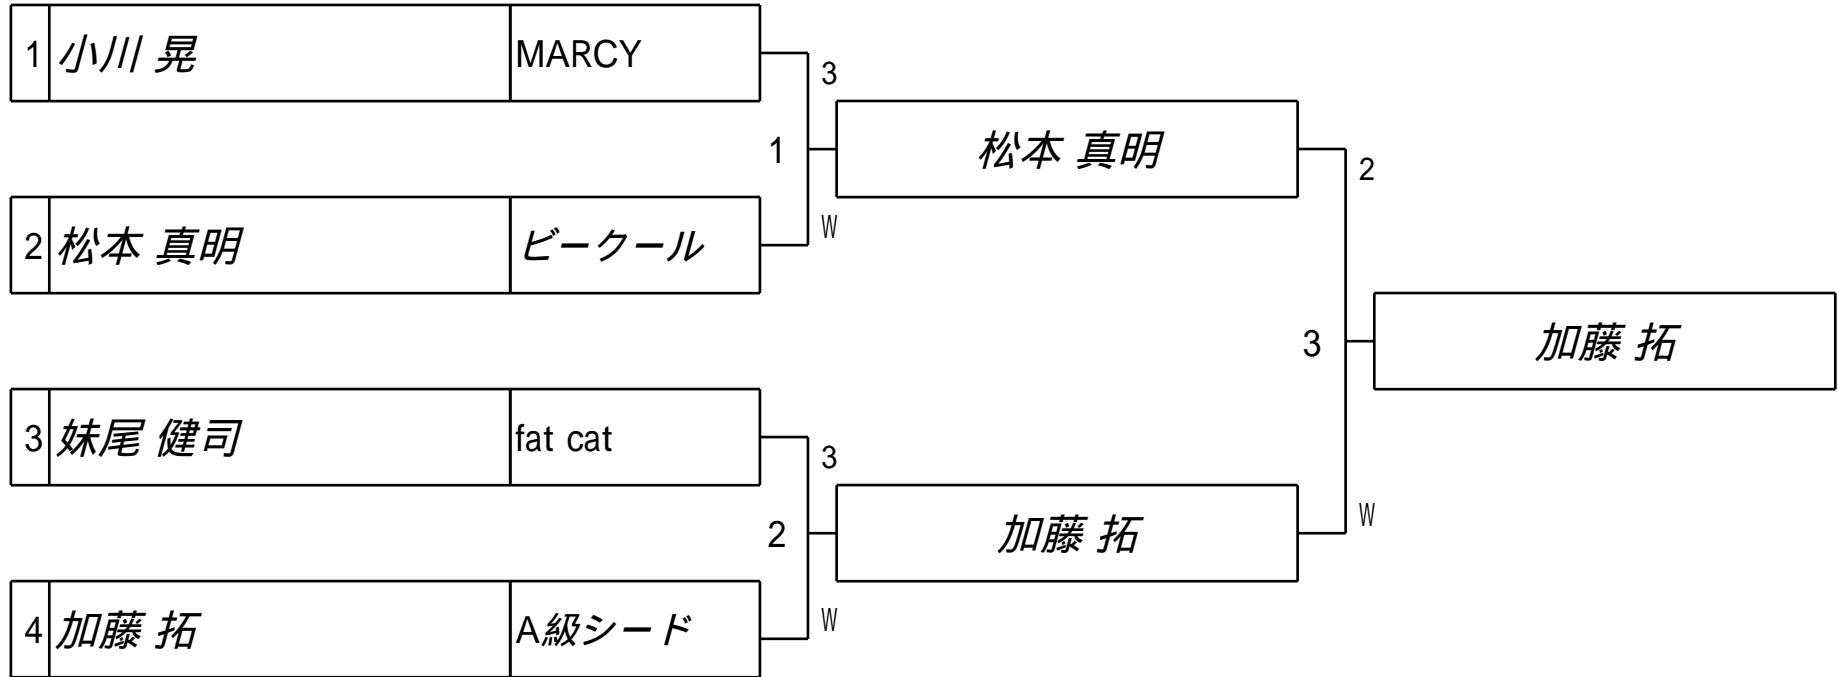 1 小川 晃 MARCY
3
1 松本 真明
2
2 松本 真明 ビークール
W
3 加藤 拓
3 妹尾 健司 fat cat
3
2 加藤 拓
W
4 加藤 拓 A級シード
W